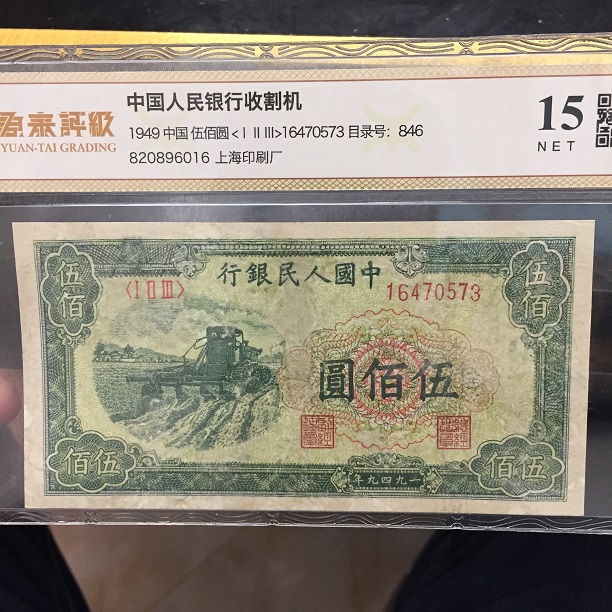 中国人民银行收割机
源泰評級
YUAN-TAI GRADING
1949 中国 伍佰圆 <Ⅰ Ⅱ Ⅲ>16470573 目录号: 846
820896016 上海印刷厂
15
NET
行銀民人國中
伍佰
伍佰
<Ⅰ Ⅱ Ⅲ>
16470573
圓佰伍
佰伍
佰伍
年九四九一